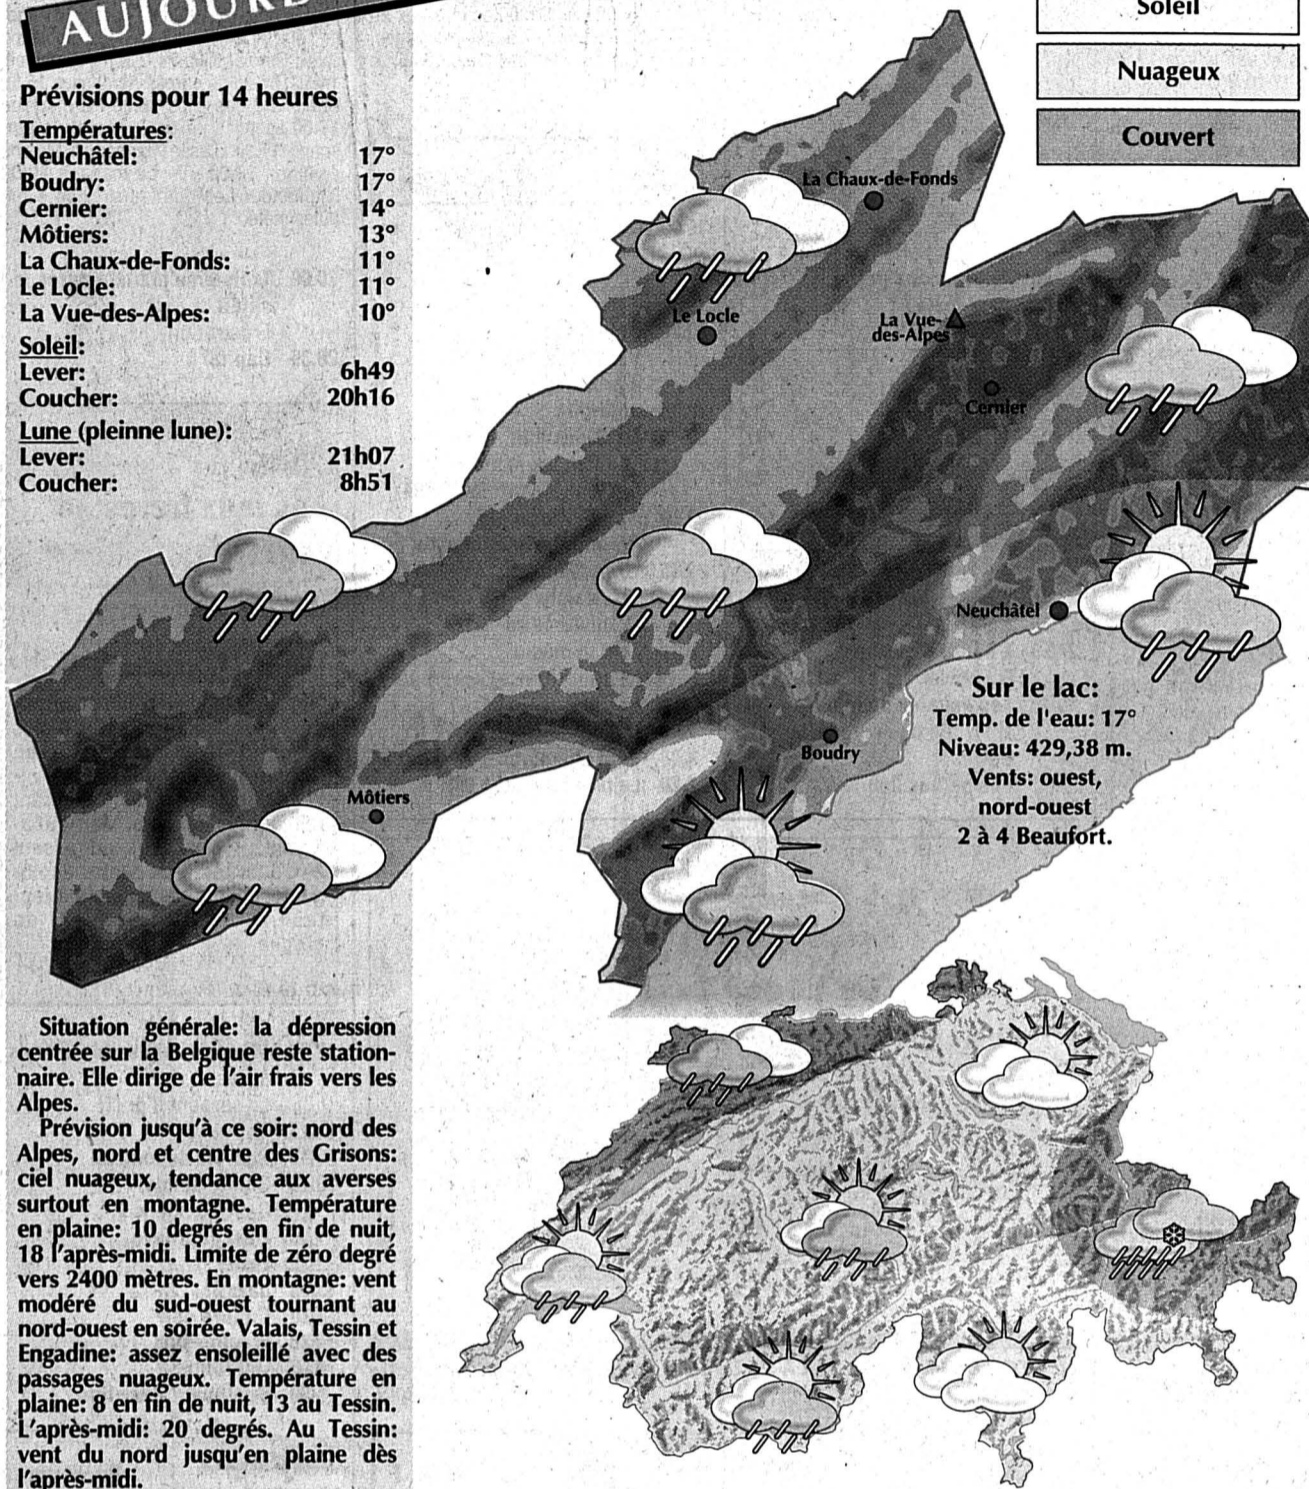 Prévisions pour 14 heures
Températures:
Neuchâtel: 17°
Boudry: 17°
Cernier: 14°
Môtiers: 13°
La Chaux-de-Fonds: 11°
Le Locle: 11°
La Vue-des-Alpes: 10°
Soleil:
Lever: 6h49
Coucher: 20h16
Lune (pleinne lune):
Lever: 21h07
Coucher: 8h51
Soleil
Nuageux
Couvert
La Chaux-de-Fonds
Le Locle
La Vue-
des-Alpes
Cernier
Neuchâtel
Boudry
Môtiers
Sur le lac:
Temp. de l'eau: 17°
Niveau: 429,38 m.
Vents: ouest,
nord-ouest
2 à 4 Beaufort.
Situation générale: la dépression
centrée sur la Belgique reste station-
naire. Elle dirige de l'air frais vers les
Alpes.
Prévision jusqu'à ce soir: nord des
Alpes, nord et centre des Grisons:
ciel nuageux, tendance aux averses
surtout en montagne. Température
en plaine: 10 degrés en fin de nuit,
18 l'après-midi. Limite de zéro degré
vers 2400 mètres. En montagne: vent
modéré du sud-ouest tournant au
nord-ouest en soirée. Valais, Tessin et
Engadine: assez ensoleillé avec des
passages nuageux. Température en
plaine: 8 en fin de nuit, 13 au Tessin.
L'après-midi: 20 degrés. Au Tessin:
vent du nord jusqu'en plaine dès
l'après-midi.